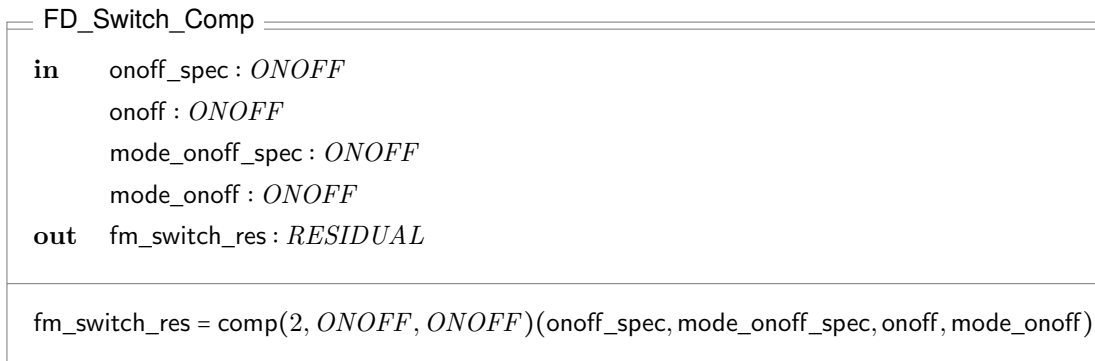 FD_Switch_Comp
in onoff_spec : ONOFF
onoff : ONOFF
mode_onoff_spec : ONOFF
mode_onoff : ONOFF
out fm_switch_res : RESIDUAL
fm_switch_res = comp(2, ONOFF, ONOFF)(onoff_spec, mode_onoff_spec, onoff, mode_onoff)